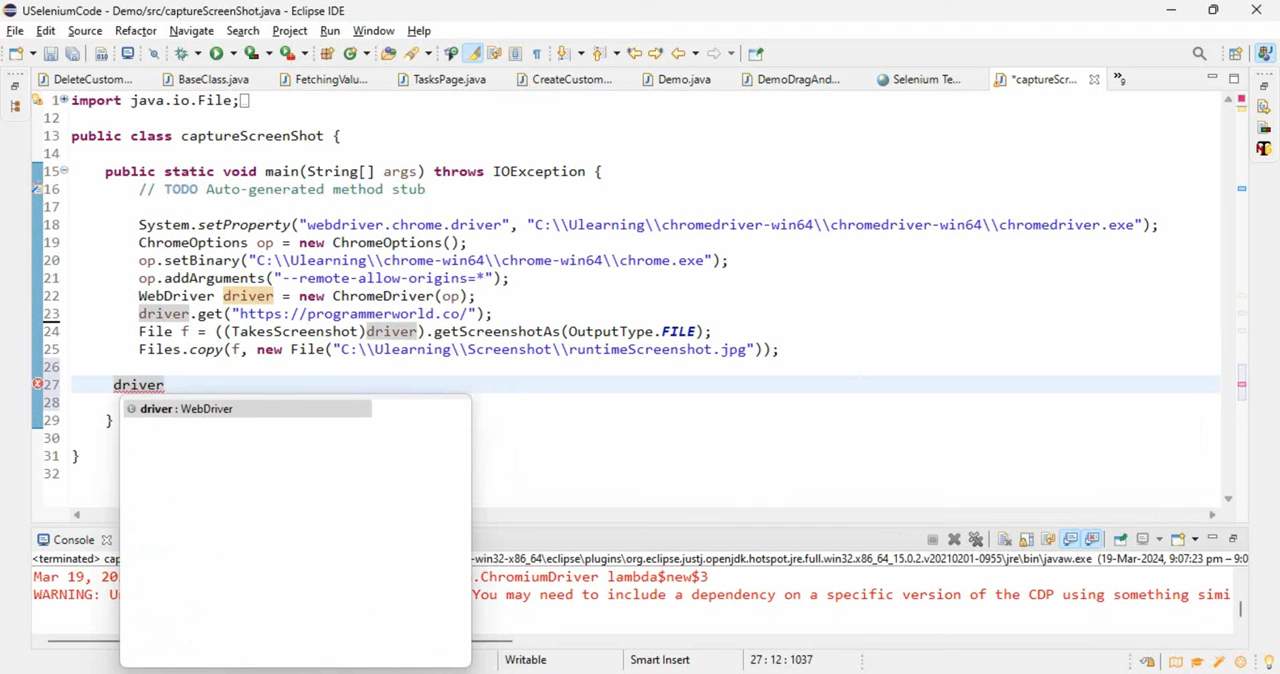 USeleniumCode - Demo/src/captureScreenShot.java - Eclipse IDE
File Edit Source Refactor Navigate Search Project Run Window Help
DeleteCustom... BaseClass.java FetchingValu... TasksPage.java CreateCustom... Demo.java DemoDragAnd... Selenium Te... *captureScr... »9
1 import java.io.File;
12
13 public class captureScreenShot {
14
15 public static void main(String[] args) throws IOException {
16 // TODO Auto-generated method stub
17
18 System.setProperty("webdriver.chrome.driver", "C:\\Ulearning\\chromedriver-win64\\chromedriver-win64\\chromedriver.exe");
19 ChromeOptions op = new ChromeOptions();
20 op.setBinary("C:\\Ulearning\\chrome-win64\\chrome-win64\\chrome.exe");
21 op.addArguments("--remote-allow-origins=*");
22 WebDriver driver = new ChromeDriver(op);
23 driver.get("https://programmerworld.co/");
24 File f = ((TakesScreenshot)driver).getScreenshotAs(OutputType.FILE);
25 Files.copy(f, new File("C:\\Ulearning\\Screenshot\\runtimeScreenshot.jpg"));
26
27 driver
28
driver : WebDriver
29 }
30
31 }
32
Console
<terminated> cap -win32-x86_64\eclipse\plugins\org.eclipse.justj.openjdk.hotspot.jre.full.win32.x86_64_15.0.2.v20210201-0955\jre\bin\javaw.exe (19-Mar-2024, 9:07:23 pm – 9:0
Mar 19, 20 .ChromiumDriver lambda$new$3
WARNING: U You may need to include a dependency on a specific version of the CDP using something simi
Writable Smart Insert 27 : 12 : 1037